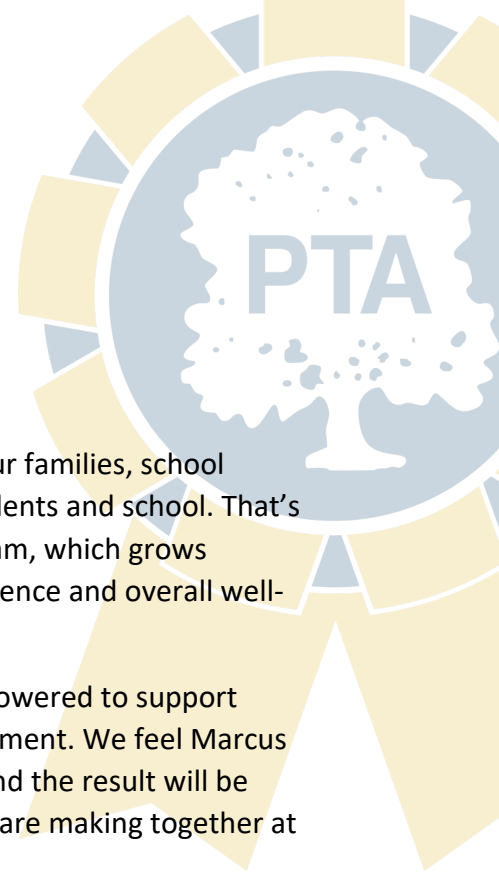 PTA
ur families, school
dents and school. That's
am, which grows
ence and overall well-
owered to support
ment. We feel Marcus
nd the result will be
are making together at